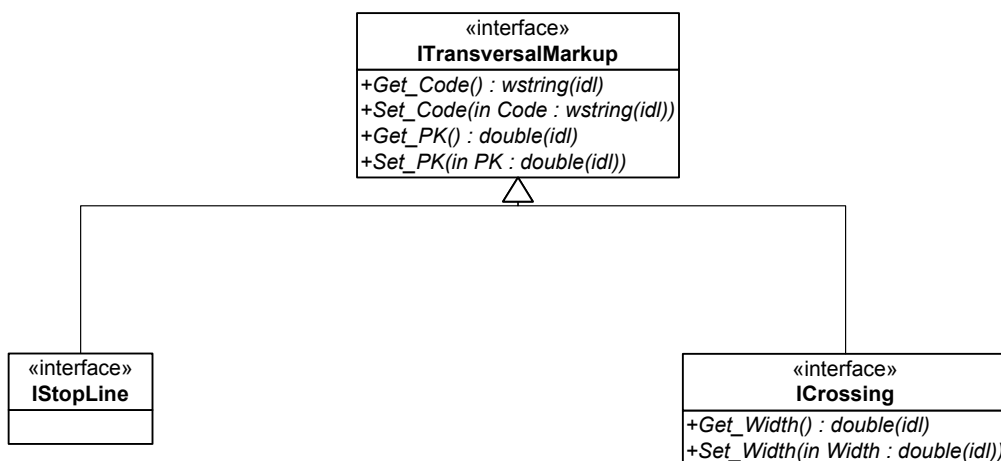 «interface»
ITransversalMarkup
+Get_Code() : wstring(idl)
+Set_Code(in Code : wstring(idl))
+Get_PK() : double(idl)
+Set_PK(in PK : double(idl))
«interface»
IStopLine
«interface»
ICrossing
+Get_Width() : double(idl)
+Set_Width(in Width : double(idl))